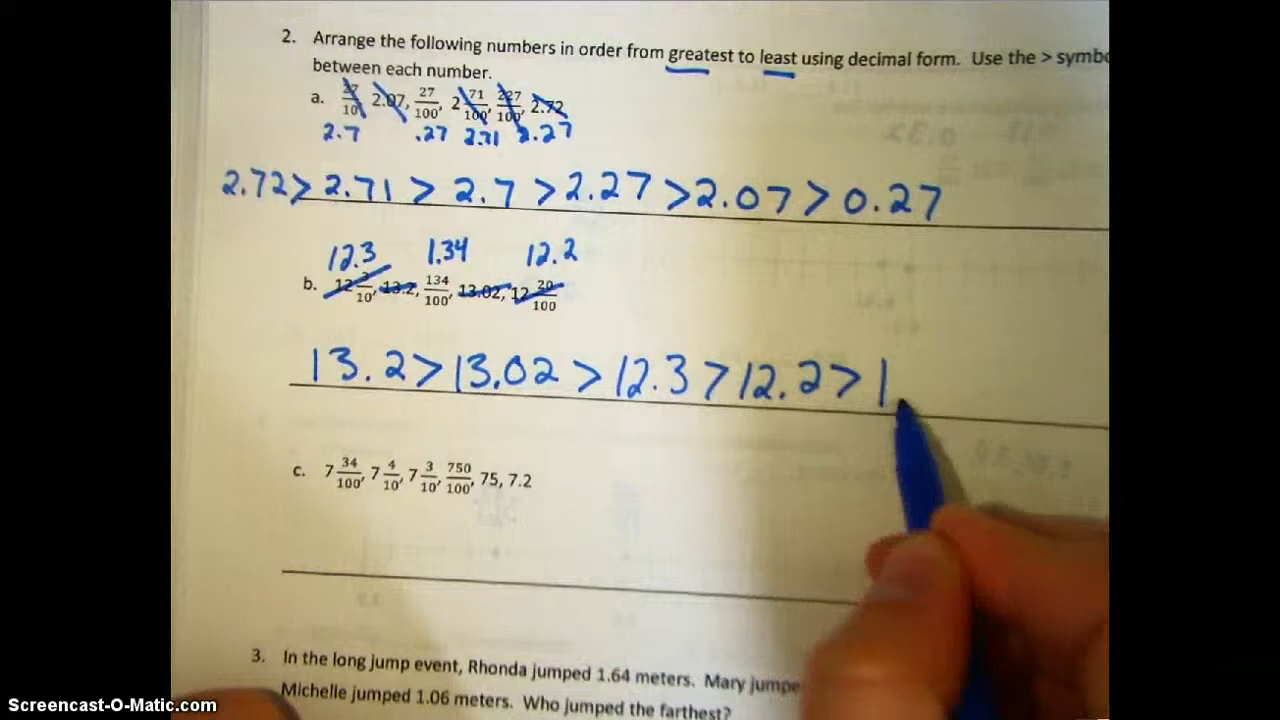 2. Arrange the following numbers in order from greatest to least using decimal form. Use the > symbo
between each number.
a. 27/10, 2.07, 27/100, 2 71/100, 227/100, 2.72
2.7 .27 2.71 2.27
2.72 > 2.71 > 2.7 > 2.27 > 2.07 > 0.27
12.3 1.34 12.2
b. 12 3/10, 13.2, 134/100, 13.02, 12 20/100
13.2 > 13.02 > 12.3 > 12.2 > 1.
c. 7 34/100, 7 4/10, 7 3/10, 750/100, 75, 7.2
3. In the long jump event, Rhonda jumped 1.64 meters. Mary jumpe
Michelle jumped 1.06 meters. Who jumped the farthest?
Screencast-O-Matic.com